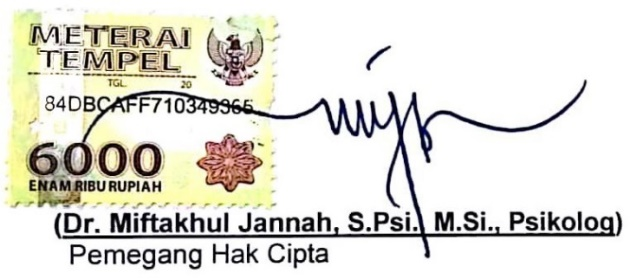 METERAI
TEMPEL
TGL. 20
84DBCAFF710349365
6000
ENAM RIBU RUPIAH
(Dr. Miftakhul Jannah, S.Psi., M.Si., Psikolog)
Pemegang Hak Cipta